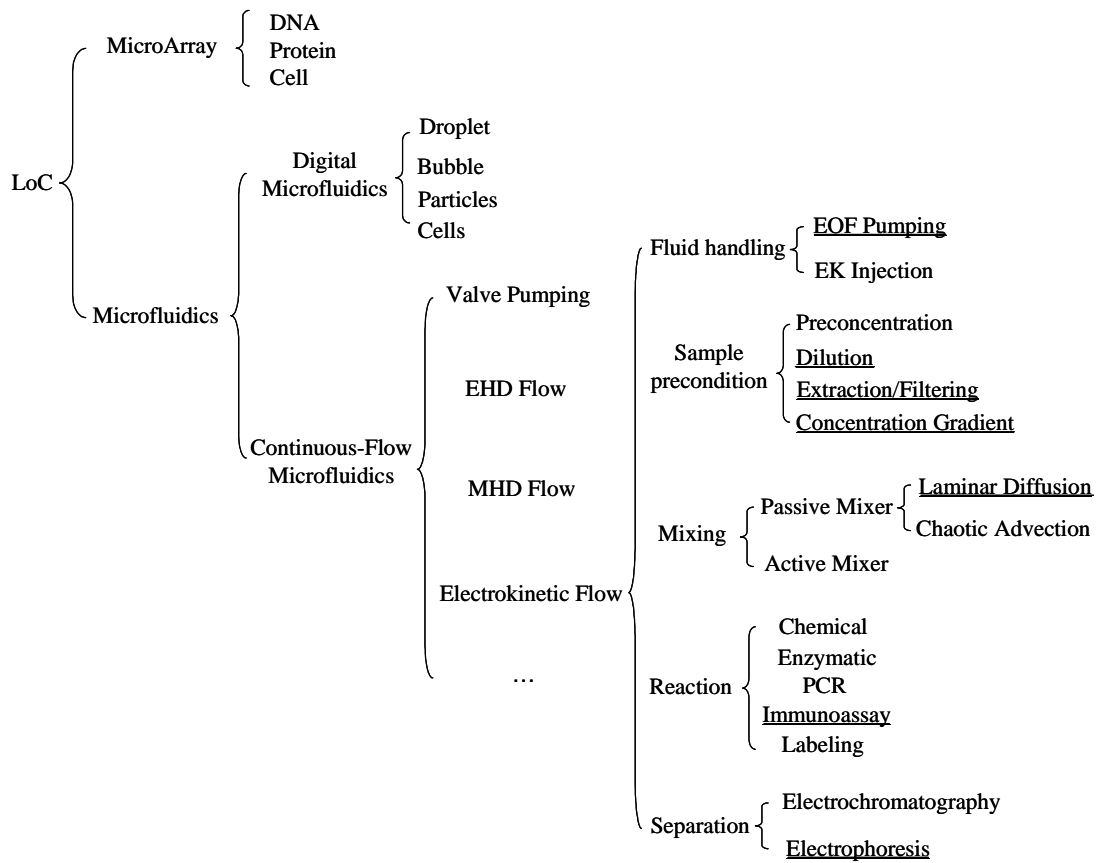 LoC
MicroArray
DNA
Protein
Cell
Microfluidics
Digital
Microfluidics
Droplet
Bubble
Particles
Cells
Continuous-Flow
Microfluidics
Valve Pumping
EHD Flow
MHD Flow
Electrokinetic Flow
…
Fluid handling
EOF Pumping
EK Injection
Sample
precondition
Preconcentration
Dilution
Extraction/Filtering
Concentration Gradient
Mixing
Passive Mixer
Laminar Diffusion
Chaotic Advection
Active Mixer
Reaction
Chemical
Enzymatic
PCR
Immunoassay
Labeling
Separation
Electrochromatography
Electrophoresis